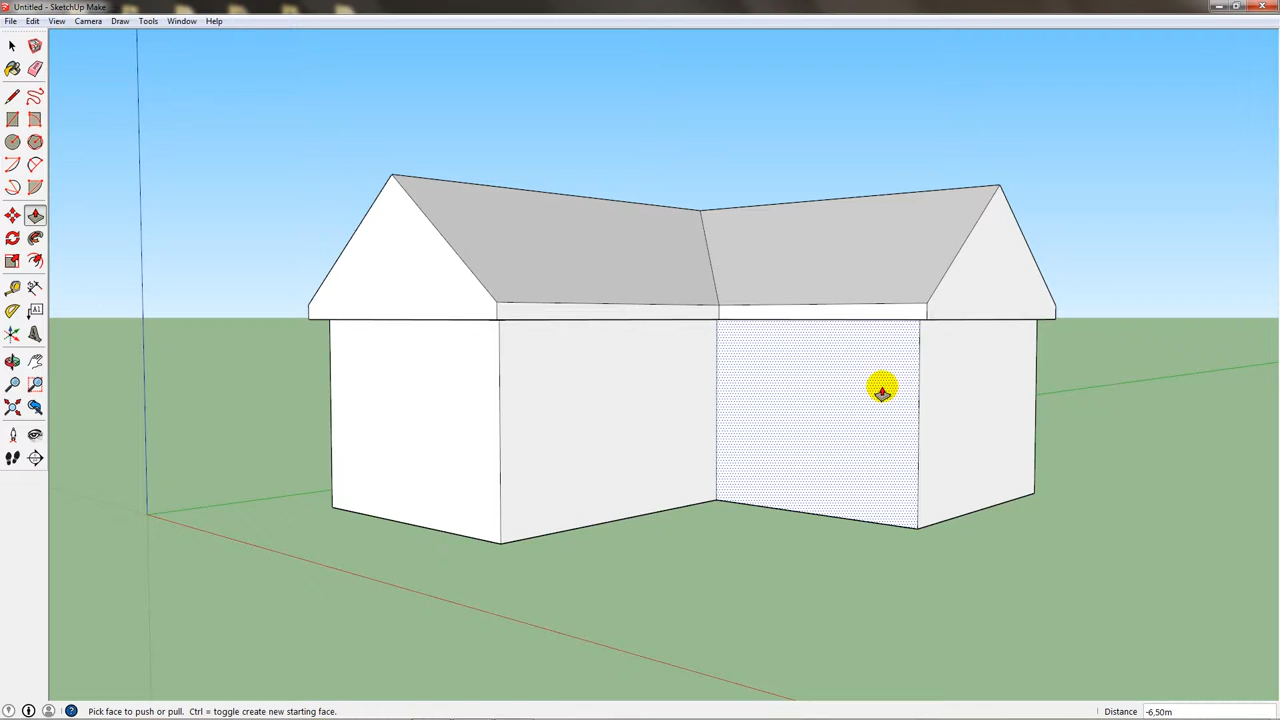 Untitled - SketchUp Make
File Edit View Camera Draw Tools Window Help
A1
Pick face to push or pull. Ctrl = toggle create new starting face.
Distance -6,50m